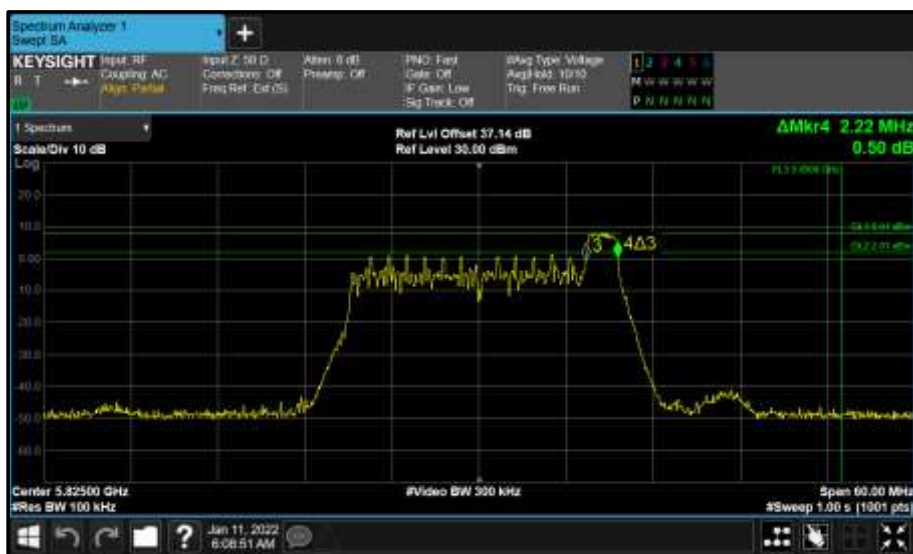 Spectrum Analyzer 1
Swept SA
KEYSIGHT
R T
Input: RF
Coupling: AC
Align: Partial
Input Z: 50 Ω
Corrections: Off
Freq Ref: Ext (S)
Atten: 8 dB
Preamp: Off
PNO: Fast
Gate: Off
IF Gain: Low
Sig Track: Off
#Avg Type: Voltage
Avg|Hold: 10/10
Trig: Free Run
1 2 3 4 5 6
M W W W W W
P N N N N N
1 Spectrum
Scale/Div 10 dB
Ref Lvl Offset 37.14 dB
Ref Level 30.00 dBm
ΔMkr4 2.22 MHz
0.50 dB
Log
20.0
10.0
0.00
3
4Δ3
-10.0
-20.0
-30.0
-40.0
-50.0
-60.0
Center 5.82500 GHz
#Res BW 100 kHz
#Video BW 300 kHz
Span 60.00 MHz
#Sweep 1.00 s (1001 pts)
?
Jan 11, 2022
6:08:51 AM